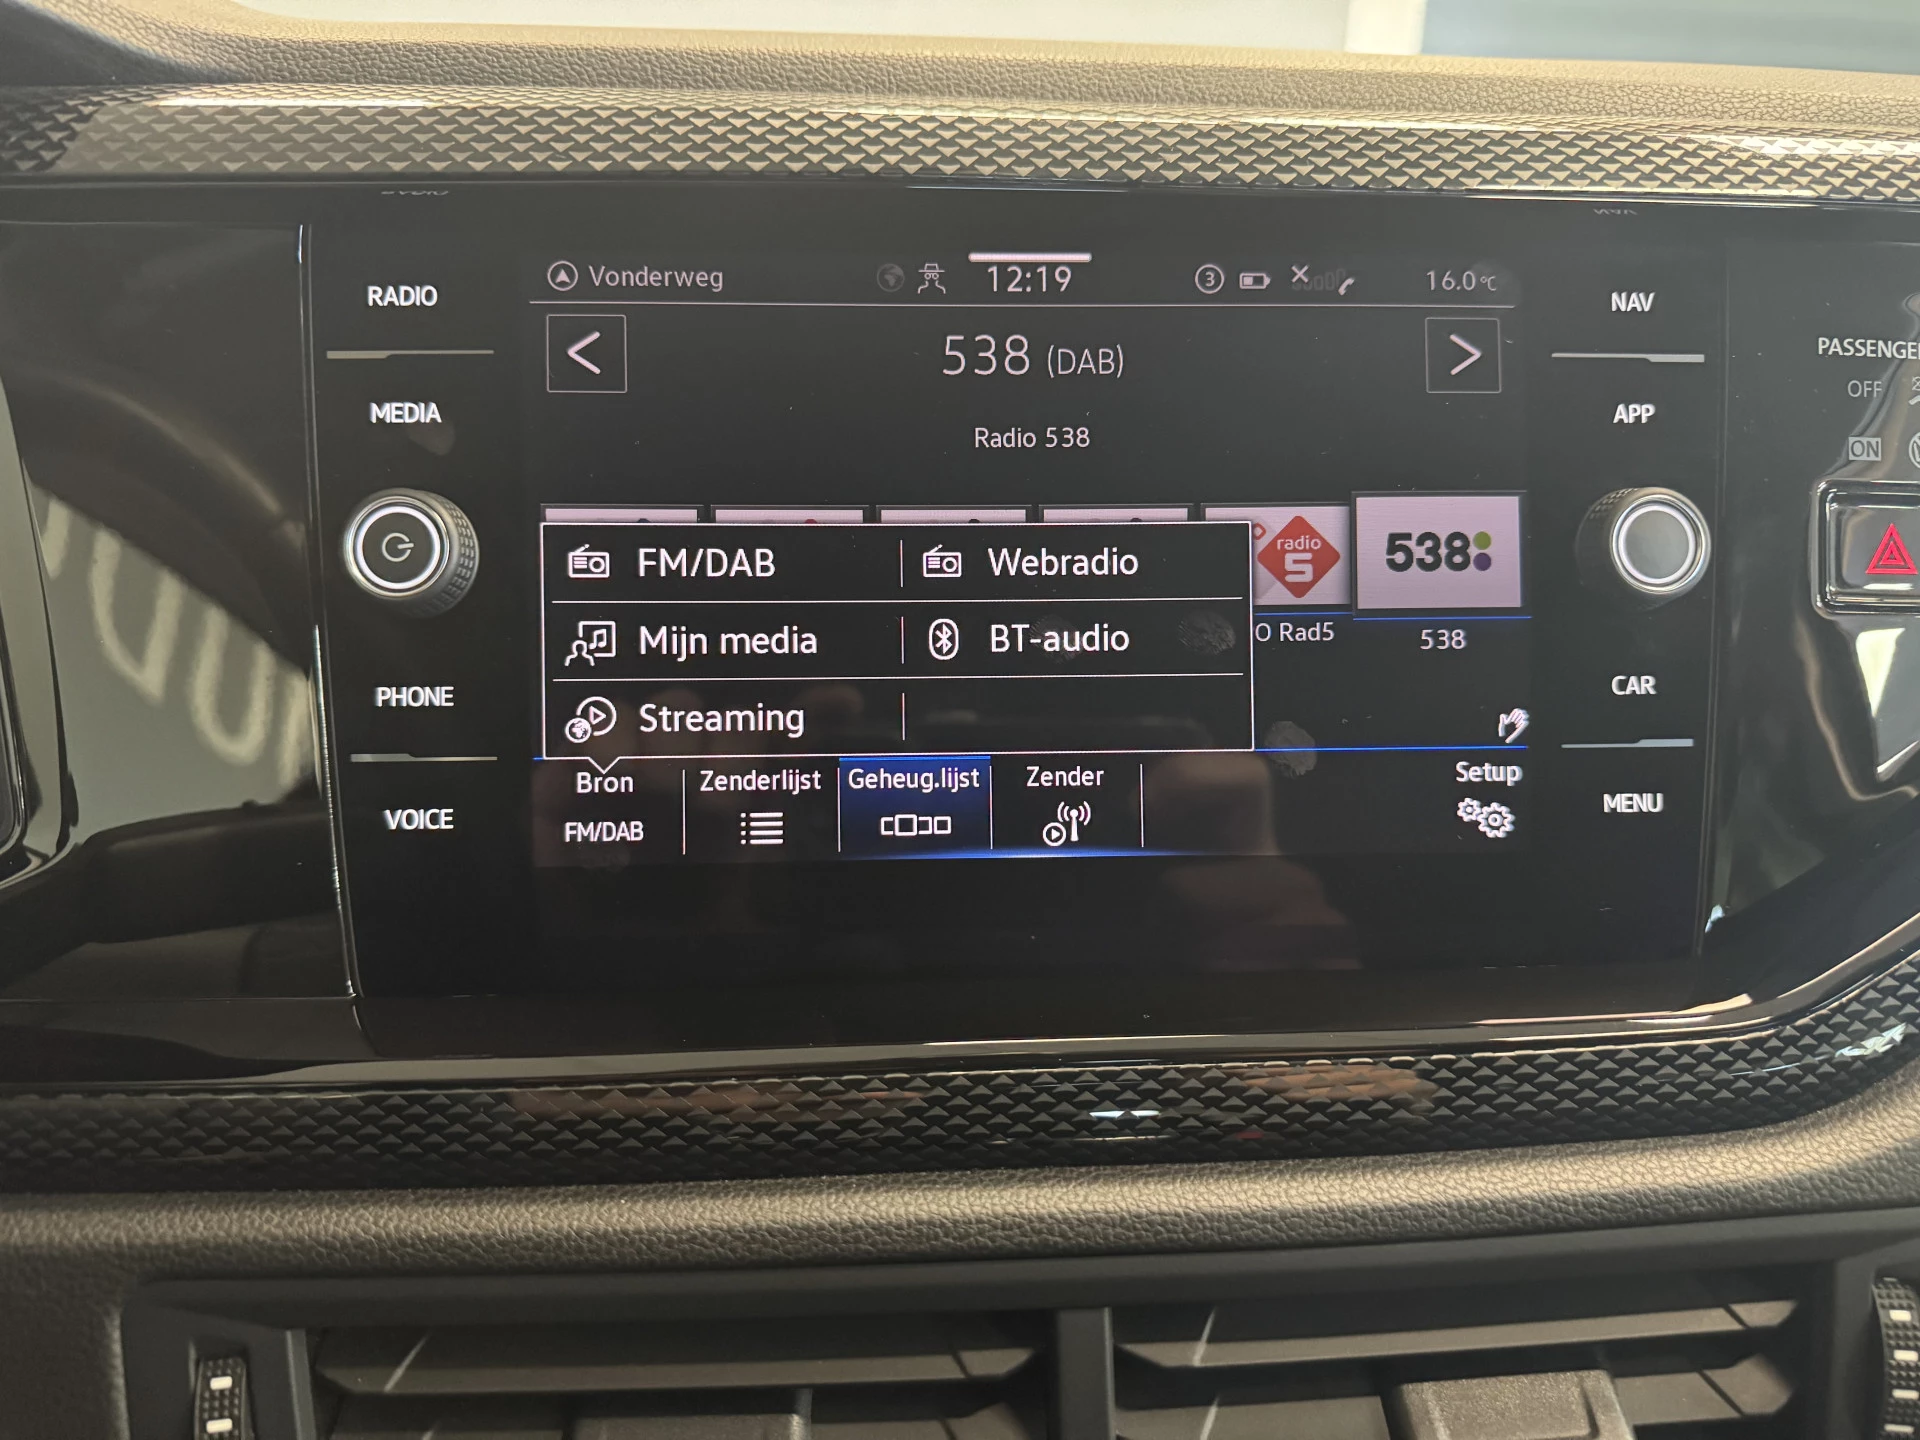 RADIO
MEDIA
PHONE
VOICE
Vonderweg
12:19
3
16.0°C
<
538 (DAB)
>
Radio 538
FM/DAB
Webradio
Mijn media
BT-audio
Streaming
radio
5
538
O Rad5
538
Bron
FM/DAB
Zenderlijst
Geheug.lijst
Zender
Setup
NAV
APP
CAR
MENU
PASSENGE
OFF
ON